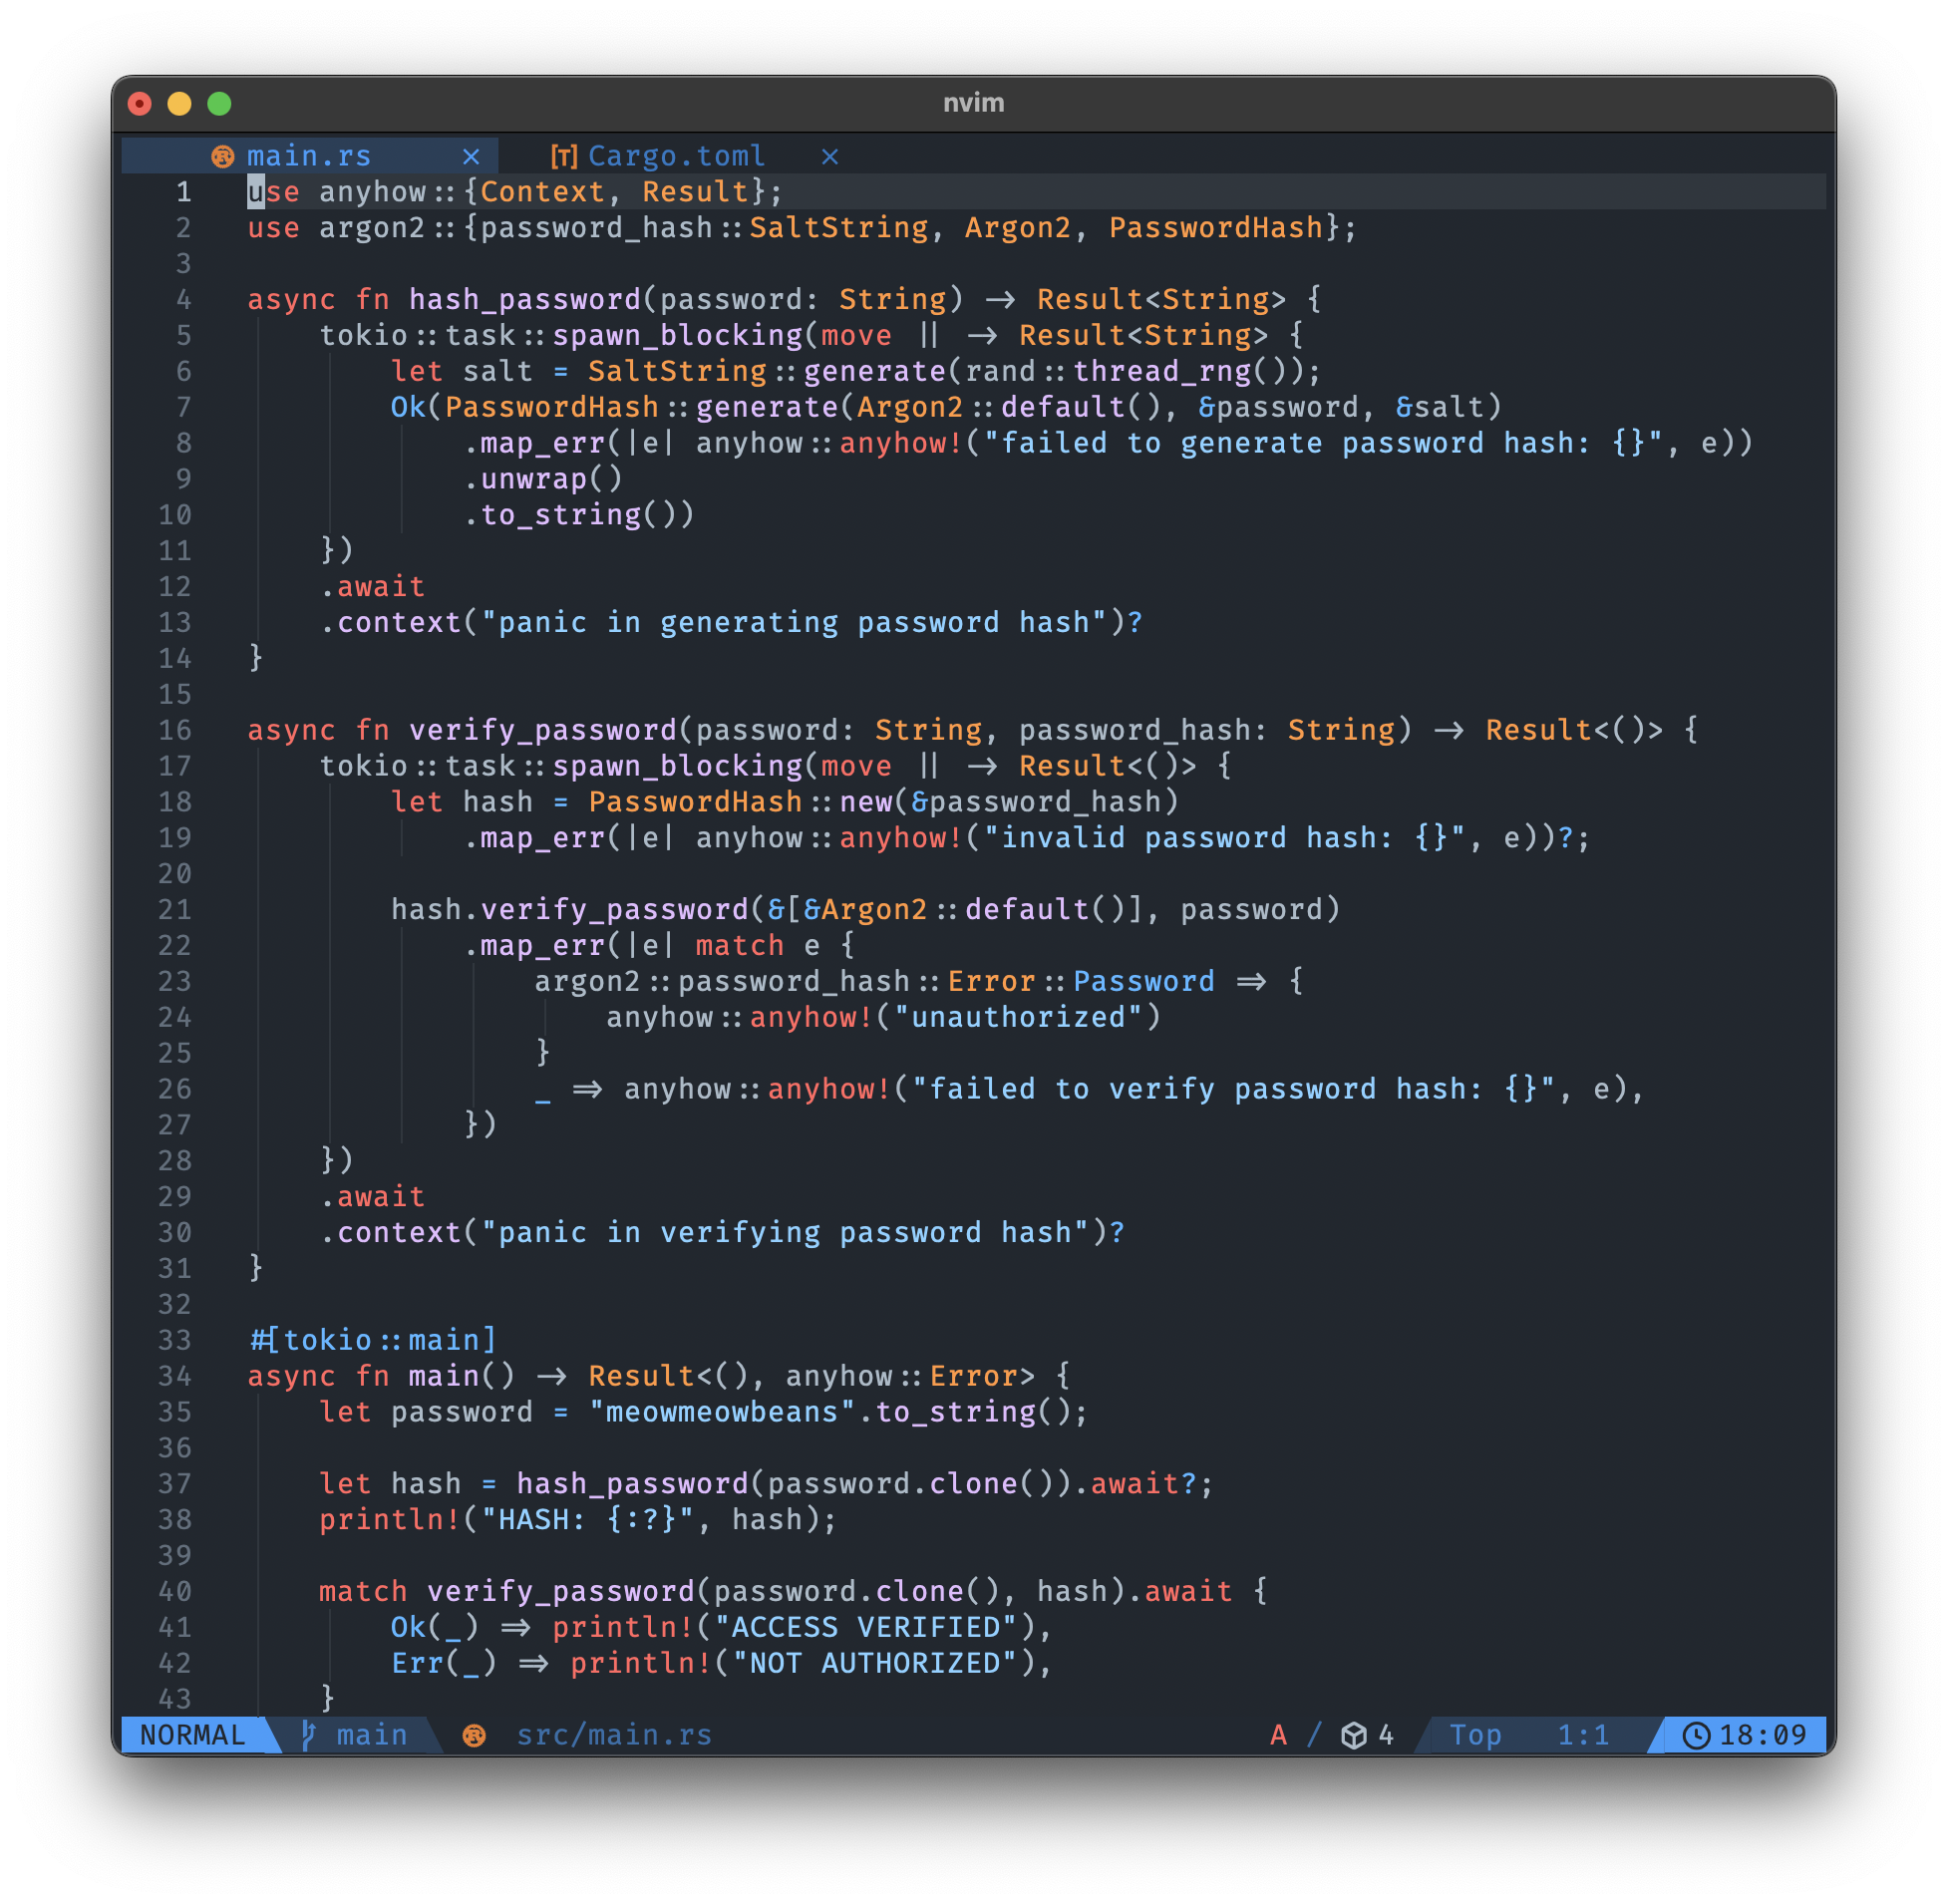 nvim
main.rs × [T] Cargo.toml ×
1 use anyhow::{Context, Result};
2 use argon2::{password_hash::SaltString, Argon2, PasswordHash};
3
4 async fn hash_password(password: String) -> Result<String> {
5     tokio::task::spawn_blocking(move || -> Result<String> {
6         let salt = SaltString::generate(rand::thread_rng());
7         Ok(PasswordHash::generate(Argon2::default(), &password, &salt)
8             .map_err(|e| anyhow::anyhow!("failed to generate password hash: {}", e))
9             .unwrap()
10             .to_string())
11     })
12     .await
13     .context("panic in generating password hash")?
14 }
15
16 async fn verify_password(password: String, password_hash: String) -> Result<()> {
17     tokio::task::spawn_blocking(move || -> Result<()> {
18         let hash = PasswordHash::new(&password_hash)
19             .map_err(|e| anyhow::anyhow!("invalid password hash: {}", e))?;
20
21         hash.verify_password(&[&Argon2::default()], password)
22             .map_err(|e| match e {
23                 argon2::password_hash::Error::Password => {
24                     anyhow::anyhow!("unauthorized")
25                 }
26                 _ => anyhow::anyhow!("failed to verify password hash: {}", e),
27             })
28     })
29     .await
30     .context("panic in verifying password hash")?
31 }
32
33 #[tokio::main]
34 async fn main() -> Result<(), anyhow::Error> {
35     let password = "meowmeowbeans".to_string();
36
37     let hash = hash_password(password.clone()).await?;
38     println!("HASH: {:?}", hash);
39
40     match verify_password(password.clone(), hash).await {
41         Ok(_) => println!("ACCESS VERIFIED"),
42         Err(_) => println!("NOT AUTHORIZED"),
43     }
NORMAL main src/main.rs A / 4 Top 1:1 18:09